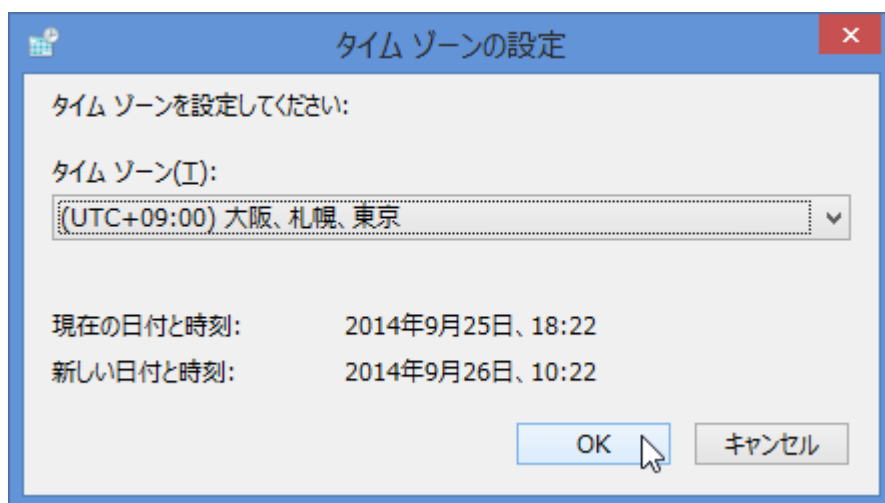 タイム ゾーンの設定
タイム ゾーンを設定してください:
タイム ゾーン(T):
(UTC+09:00) 大阪、札幌、東京
現在の日付と時刻: 2014年9月25日、18:22
新しい日付と時刻: 2014年9月26日、10:22
OK キャンセル